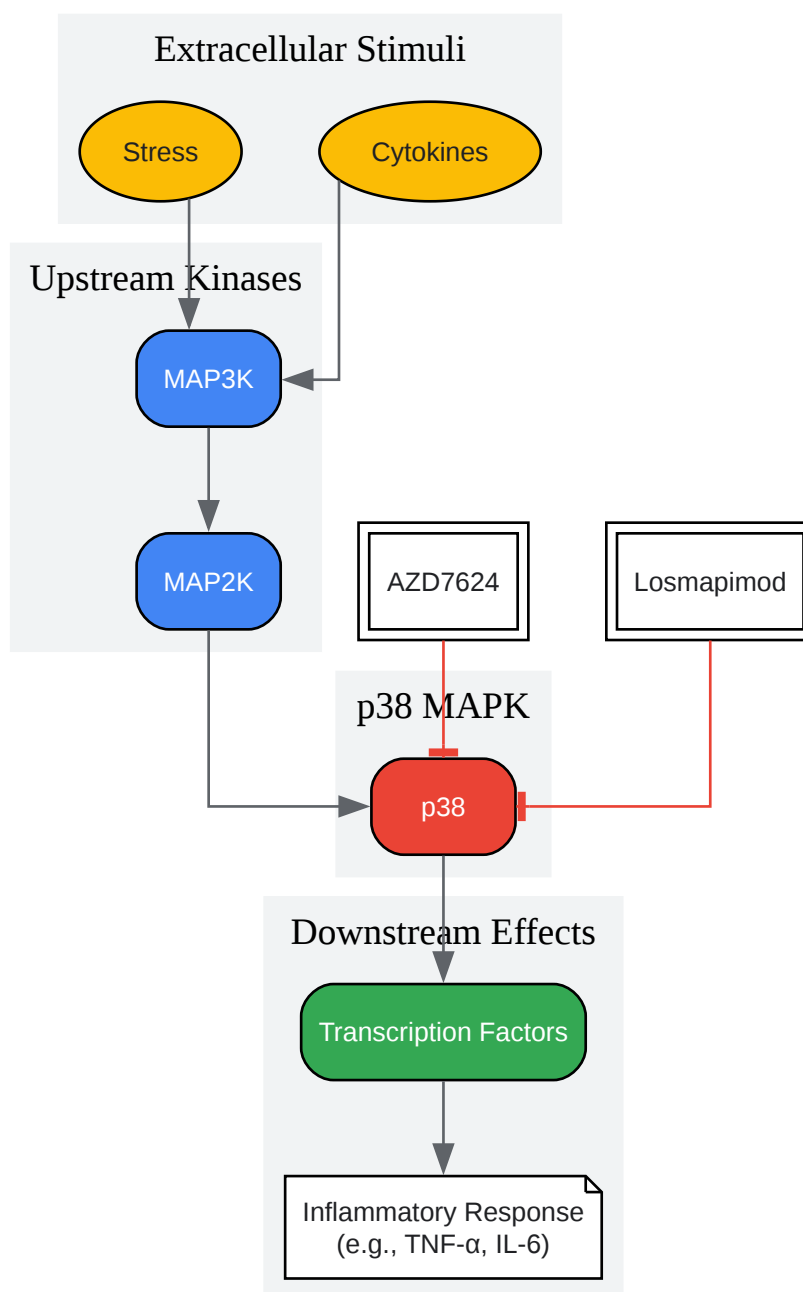 Extracellular Stimuli
Stress
Cytokines
Upstream Kinases
MAP3K
MAP2K
AZD7624
Losmapimod
p38 MAPK
p38
Downstream Effects
Transcription Factors
Inflammatory Response
(e.g., TNF-α, IL-6)